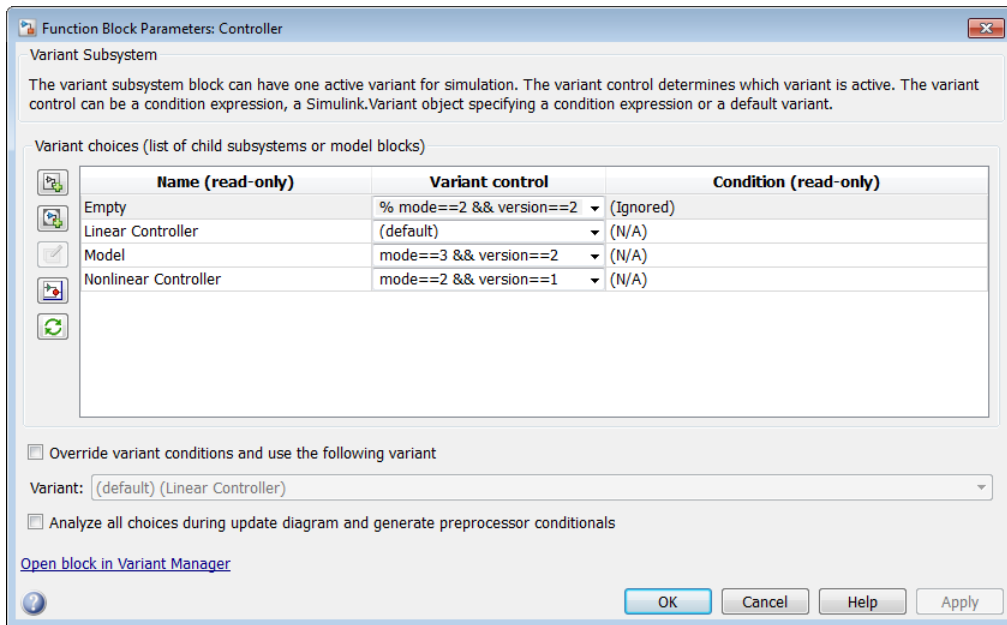 Function Block Parameters: Controller
Variant Subsystem
The variant subsystem block can have one active variant for simulation. The variant control determines which variant is active. The variant
control can be a condition expression, a Simulink.Variant object specifying a condition expression or a default variant.
Variant choices (list of child subsystems or model blocks)
Name (read-only) Variant control Condition (read-only)
Empty % mode==2 && version==2 (Ignored)
Linear Controller (default) (N/A)
Model mode==3 && version==2 (N/A)
Nonlinear Controller mode==2 && version==1 (N/A)
Override variant conditions and use the following variant
Variant: (default) (Linear Controller)
Analyze all choices during update diagram and generate preprocessor conditionals
Open block in Variant Manager
? OK Cancel Help Apply